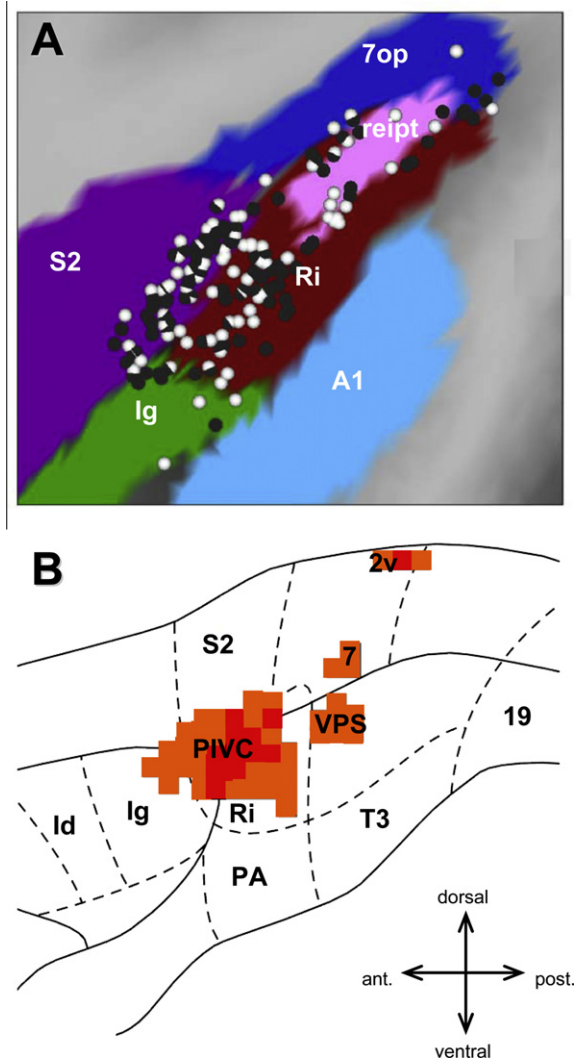 A
7op
reipt
S2
Ri
A1
Ig
B
2v
S2
7
VPS
19
PIVC
Id
Ig
Ri
T3
PA
dorsal
ant.
post.
ventral